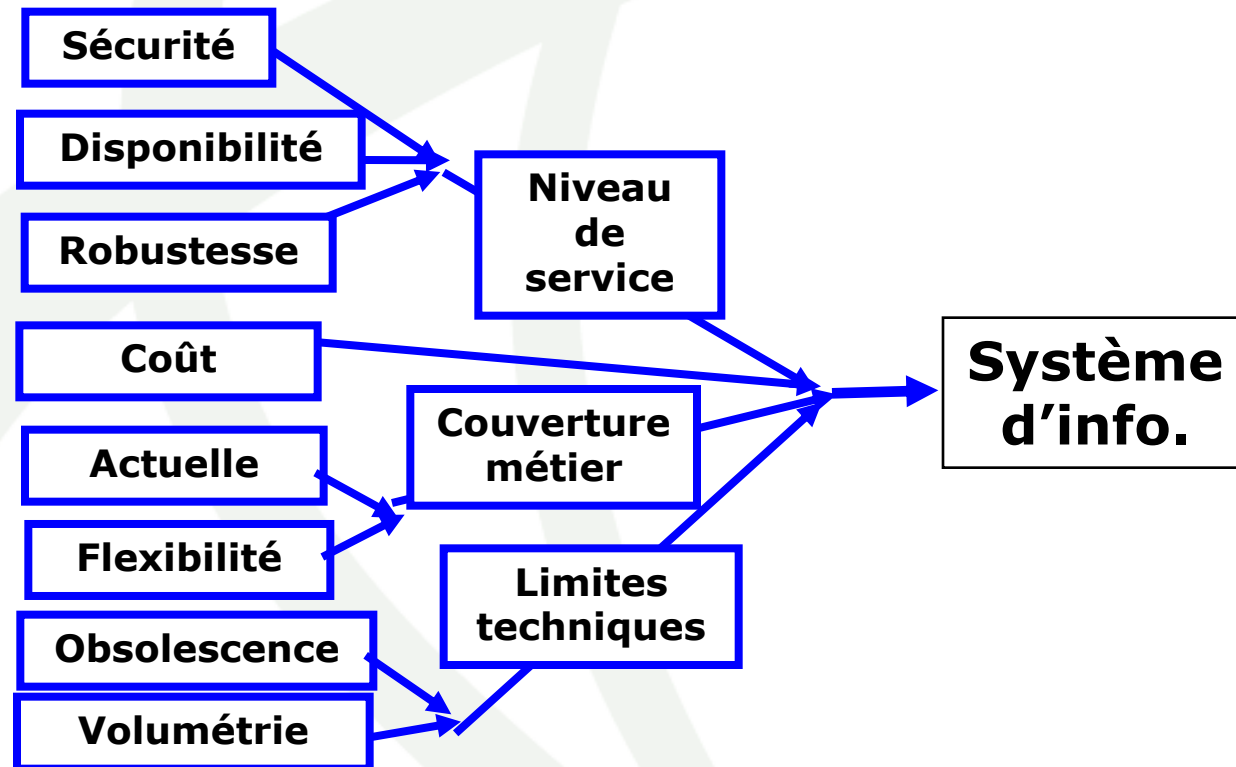 Sécurité
Disponibilité
Robustesse
Niveau
de
service
Coût
Système
d’info.
Couverture
métier
Actuelle
Flexibilité
Limites
techniques
Obsolescence
Volumétrie